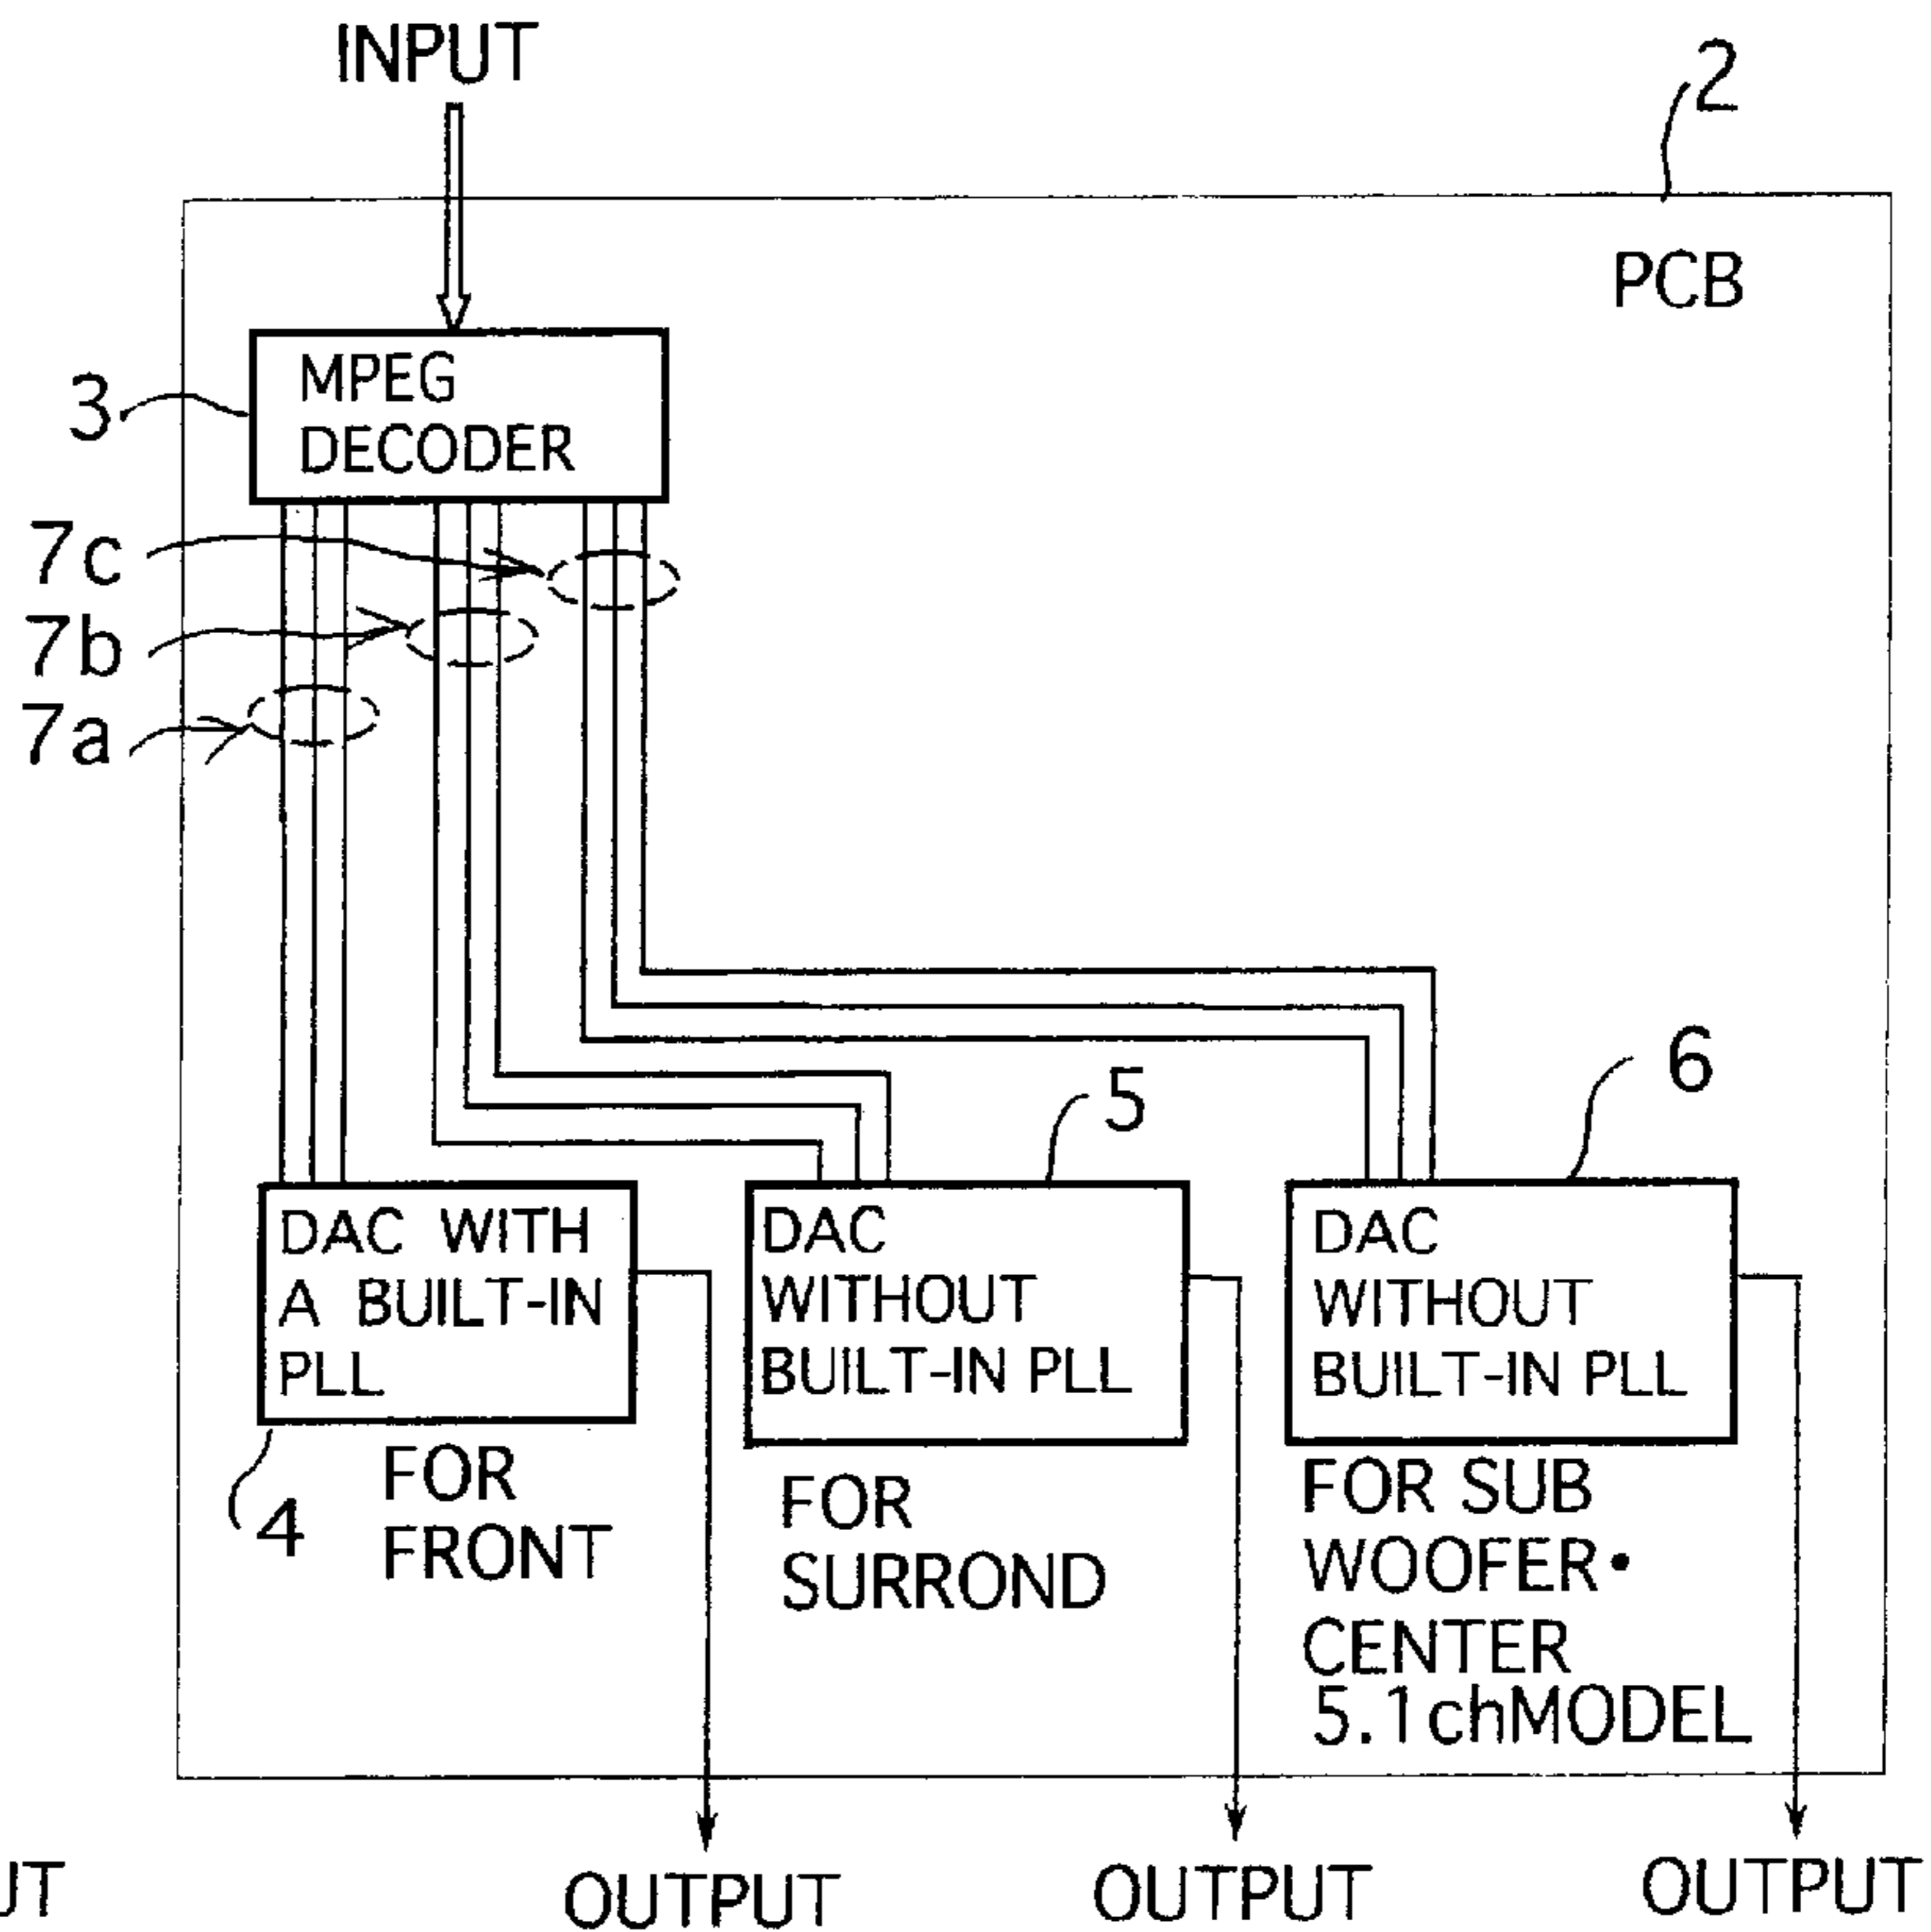 INPUT
2
PCB
MPEG
DECODER
3
7c
7b
7a
5
6
DAC WITH
A BUILT-IN
PLL
DAC
WITHOUT
BUILT-IN PLL
DAC
WITHOUT
BUILT-IN PLL
4
FOR
FRONT
FOR
SURROND
FOR SUB
WOOFER•
CENTER
5.1chMODEL
UT
OUTPUT
OUTPUT
OUTPUT